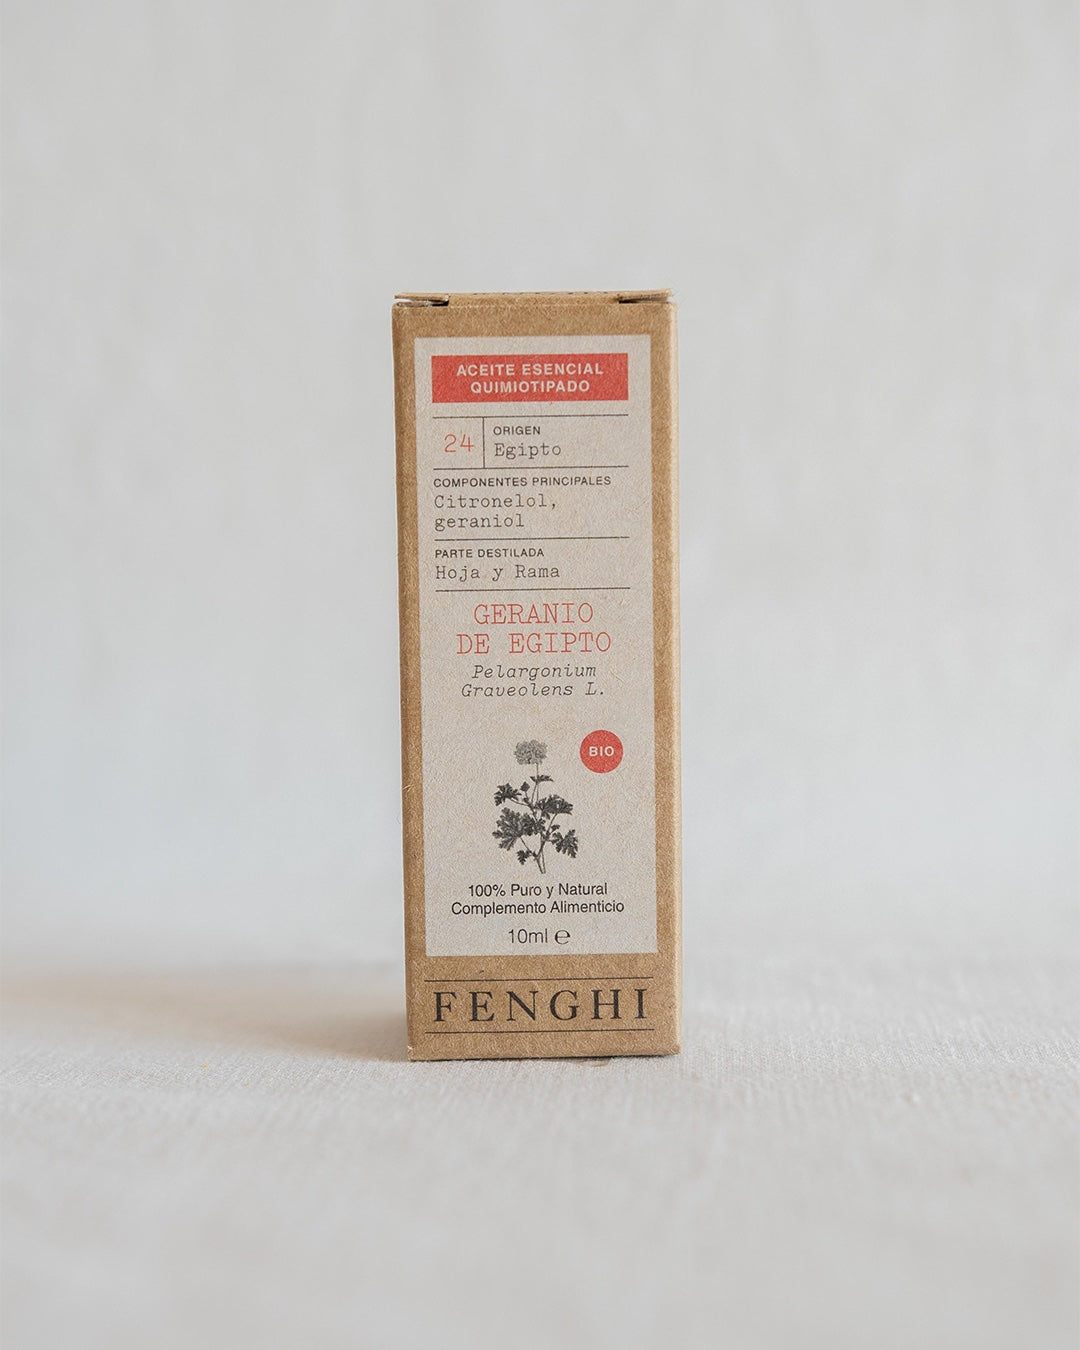 ACEITE ESENCIAL
QUIMIOTIPADO
24
ORIGEN
Egipto
COMPONENTES PRINCIPALES
Citronelol,
geraniol
PARTE DESTILADA
Hoja y Rama
GERANIO
DE EGIPTO
Pelargonium
Graveolens L.
BIO
100% Puro y Natural
Complemento Alimenticio
10ml ℮
FENGHI